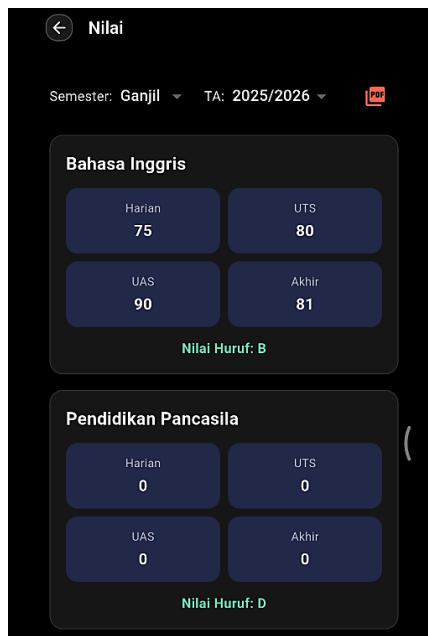 Nilai
Semester: Ganjil TA: 2025/2026 PDF
Bahasa Inggris
Harian UTS
75 80
UAS Akhir
90 81
Nilai Huruf: B
Pendidikan Pancasila
Harian UTS
0 0
UAS Akhir
0 0
Nilai Huruf: D